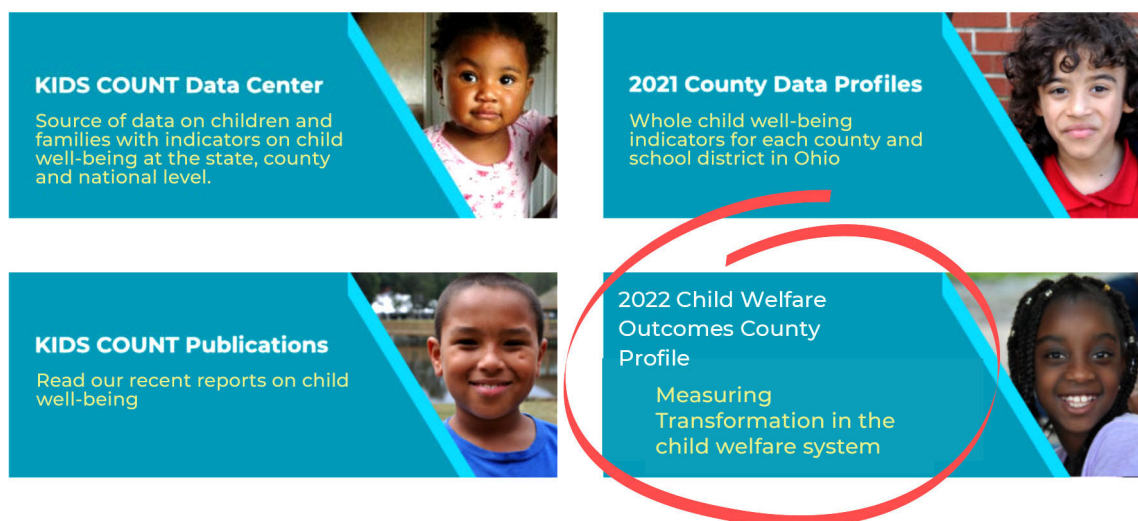 KIDS COUNT Data Center
Source of data on children and
families with indicators on child
well-being at the state, county
and national level.
2021 County Data Profiles
Whole child well-being
indicators for each county and
school district in Ohio
KIDS COUNT Publications
Read our recent reports on child
well-being
2022 Child Welfare
Outcomes County
Profile
Measuring
Transformation in the
child welfare system